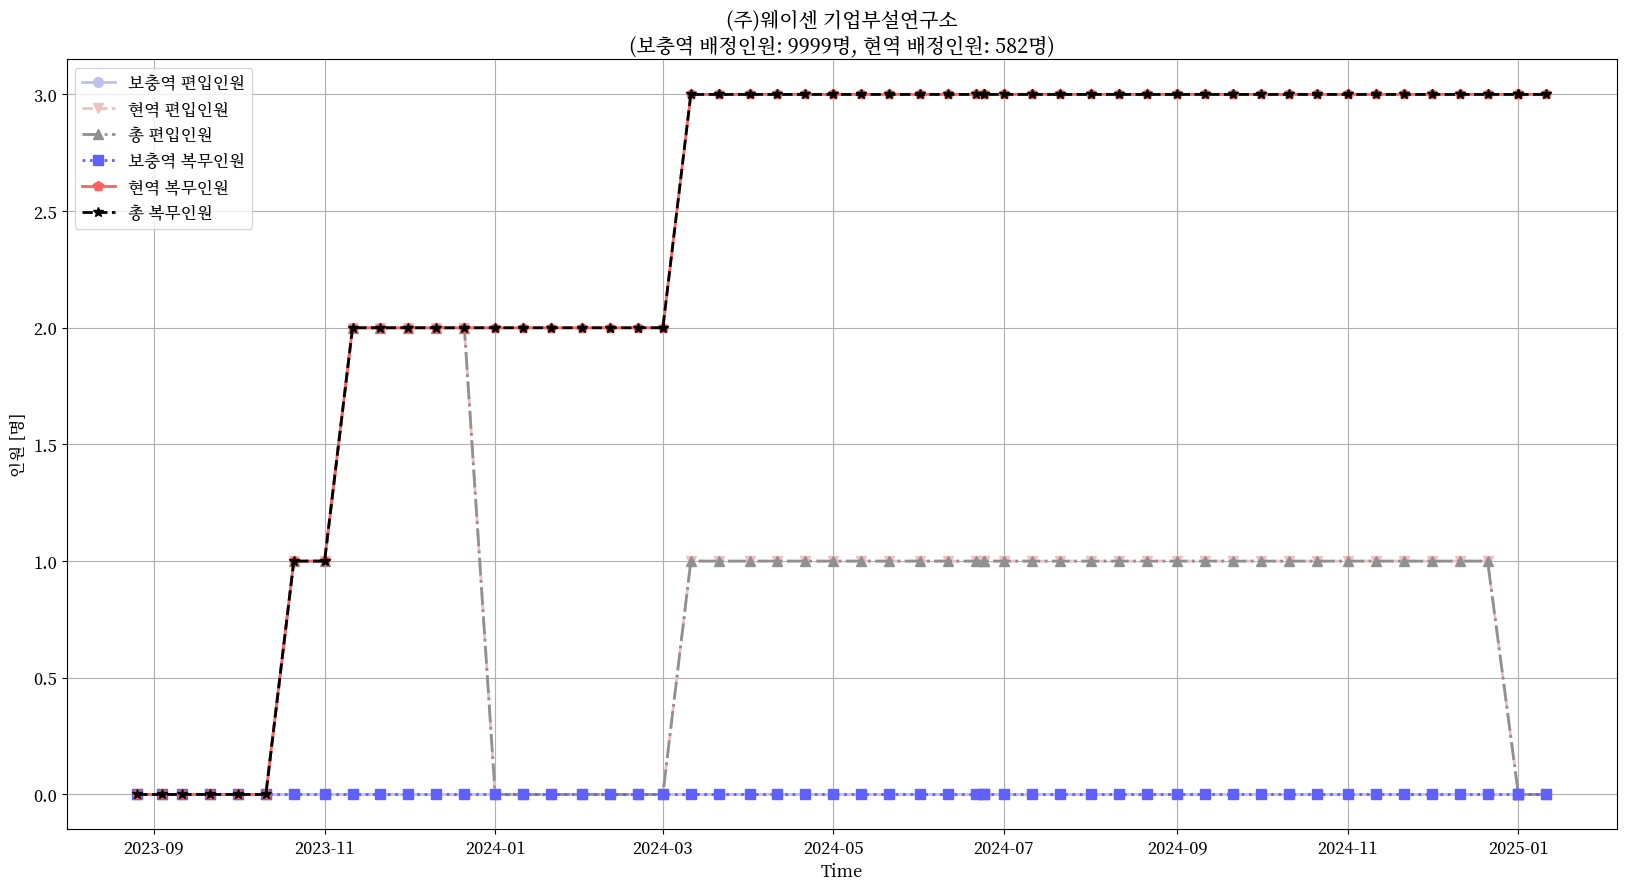 (주)웨이센 기업부설연구소
(보충역 배정인원: 9999명, 현역 배정인원: 582명)
보충역 편입인원
현역 편입인원
총 편입인원
보충역 복무인원
현역 복무인원
총 복무인원
인원 [명]
3.0
2.5
2.0
1.5
1.0
0.5
0.0
2023-09 2023-11 2024-01 2024-03 2024-05 2024-07 2024-09 2024-11 2025-01
Time